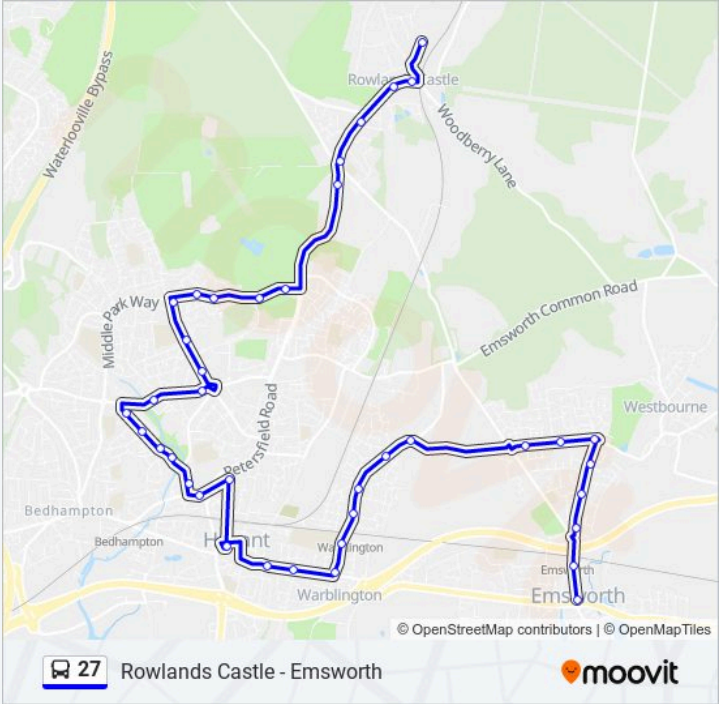 Waterlooville Bypass
Rowlands Castle
Woodberry Lane
Middle Park Way
Emsworth Common Road
Petersfield Road
Westbourne
Bedhampton
Bedhampton
Havant
Warblington
Warblington
Emsworth
Emsworth
© OpenStreetMap contributors | © OpenMapTiles
27 Rowlands Castle - Emsworth
moovit